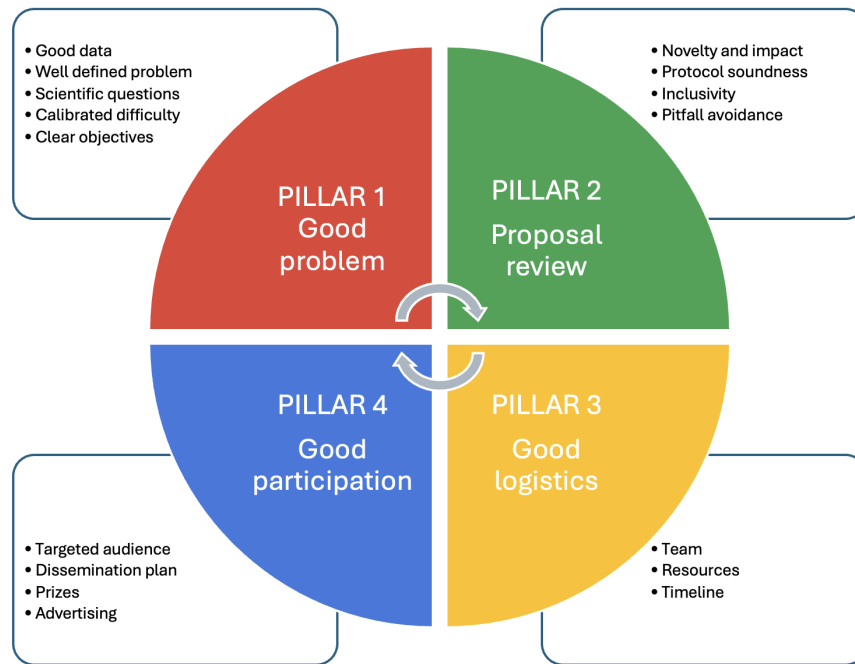 • Good data
• Well defined problem
• Scientific questions
• Calibrated difficulty
• Clear objectives
• Novelty and impact
• Protocol soundness
• Inclusivity
• Pitfall avoidance
PILLAR 1
Good
problem
PILLAR 2
Proposal
review
PILLAR 4
Good
participation
PILLAR 3
Good
logistics
• Targeted audience
• Dissemination plan
• Prizes
• Advertising
• Team
• Resources
• Timeline